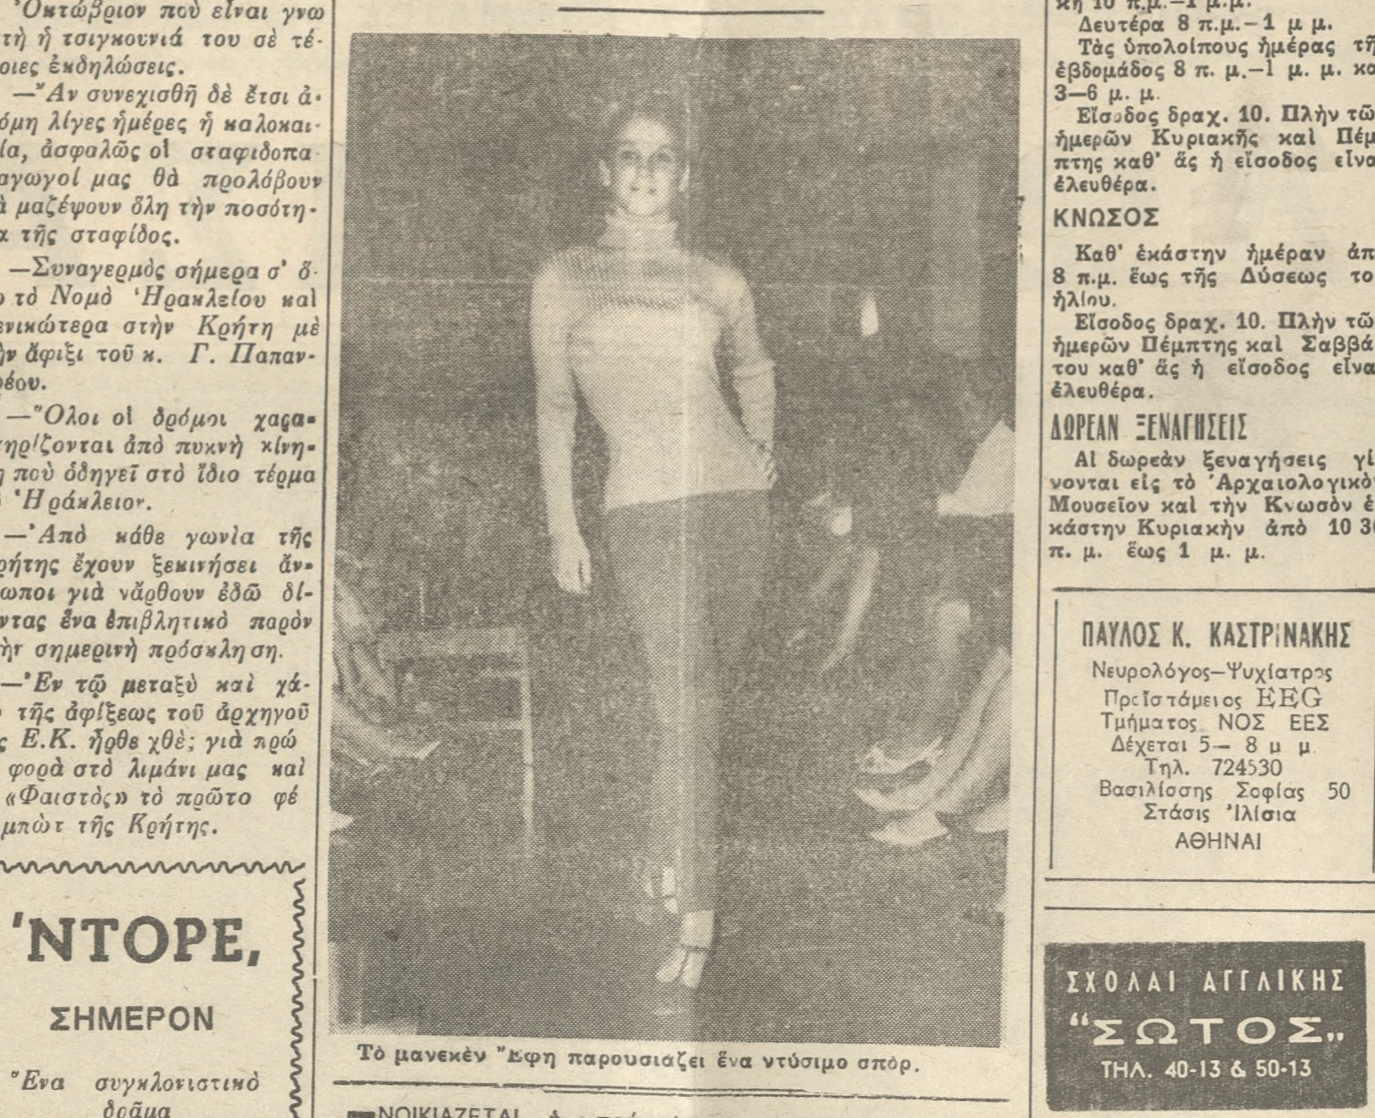 Ὀκτώβριον ποὺ εἶναι γνω
τὴ ἡ τσιγκουνιά του σὲ τέ-
οιες ἐκδηλώσεις.
—Ἂν συνεχισθῆ δὲ ἔτσι ἀ-
όμη λίγες ἡμέρες ἡ καλοκαι-
ία, ἀσφαλῶς οἱ σταφιδοπα
αγωγοί μας θὰ προλάβουν
ὰ μαζέψουν ὅλη τὴν ποσότη-
α τῆς σταφίδος.
—Συναγερμὸς σήμερα σ' ὅ-
ο τὸ Νομὸ Ἡρακλείου καὶ
ενικώτερα στὴν Κρήτη μὲ
ὴν ἄφιξι τοῦ κ. Γ. Παπαν-
ρέου.
—Ὅλοι οἱ δρόμοι χαρα-
τηρίζονται ἀπὸ πυκνὴ κίνη-
η ποὺ ὁδηγεῖ στὸ ἴδιο τέρμα
Ἡράκλειον.
—Ἀπὸ κάθε γωνία τῆς
ρήτης ἔχουν ξεκινήσει ἄν-
ωποι γιὰ νἄρθουν ἐδῶ δί-
ντας ἕνα ἐπιβλητικὸ παρὸν
ὴν σημερινὴ πρόσκληση.
—Ἐν τῷ μεταξὺ καὶ χά-
τῆς ἀφίξεως τοῦ ἀρχηγοῦ
ς Ε.Κ. ἦρθε χθὲς γιὰ πρώ
φορὰ στὸ λιμάνι μας καὶ
«Φαιστὸς» τὸ πρῶτο φέ
μπὼτ τῆς Κρήτης.
'ΝΤΟΡΕ,
ΣΗΜΕΡΟΝ
Ἕνα συγκλονιστικὸ
δρᾶμα
Τὸ μανεκὲν Ἔφη παρουσιάζει ἕνα ντύσιμο σπόρ.
ΝΟΙΚΙΑΖΕΤΑΙ
κὴ 10 π.μ.—1 μ.μ.
Δευτέρα 8 π.μ.—1 μ μ.
Τὰς ὑπολοίπους ἡμέρας τῆ
ἑβδομάδος 8 π. μ.—1 μ. μ. κα
3—6 μ. μ.
Εἴσοδος δραχ. 10. Πλὴν τῶ
ἡμερῶν Κυριακῆς καὶ Πέμ
πτης καθ' ἃς ἡ εἴσοδος εἶνα
ἐλευθέρα.
ΚΝΩΣΟΣ
Καθ' ἑκάστην ἡμέραν ἀπ
8 π.μ. ἕως τῆς Δύσεως το
ἡλίου.
Εἴσοδος δραχ. 10. Πλὴν τῶ
ἡμερῶν Πέμπτης καὶ Σαββά
του καθ' ἃς ἡ εἴσοδος εἶνα
ἐλευθέρα.
ΔΩΡΕΑΝ ΞΕΝΑΓΗΣΕΙΣ
Αἱ δωρεὰν ξεναγήσεις γί
νονται εἰς τὸ Ἀρχαιολογικὸ
Μουσεῖον καὶ τὴν Κνωσὸν ἑ
κάστην Κυριακὴν ἀπὸ 10 30
π. μ. ἕως 1 μ. μ.
ΠΑΥΛΟΣ Κ. ΚΑΣΤΡΙΝΑΚΗΣ
Νευρολόγος—Ψυχίατρος
Προϊστάμενος EEG
Τμήματος ΝΟΣ ΕΕΣ
Δέχεται 5— 8 μ μ.
Τηλ. 724530
Βασιλίσσης Σοφίας 50
Στάσις Ἰλίσια
ΑΘΗΝΑΙ
ΣΧΟΛΑΙ ΑΓΓΛΙΚΗΣ
"ΣΩΤΟΣ„
ΤΗΛ. 40-13 & 50-13